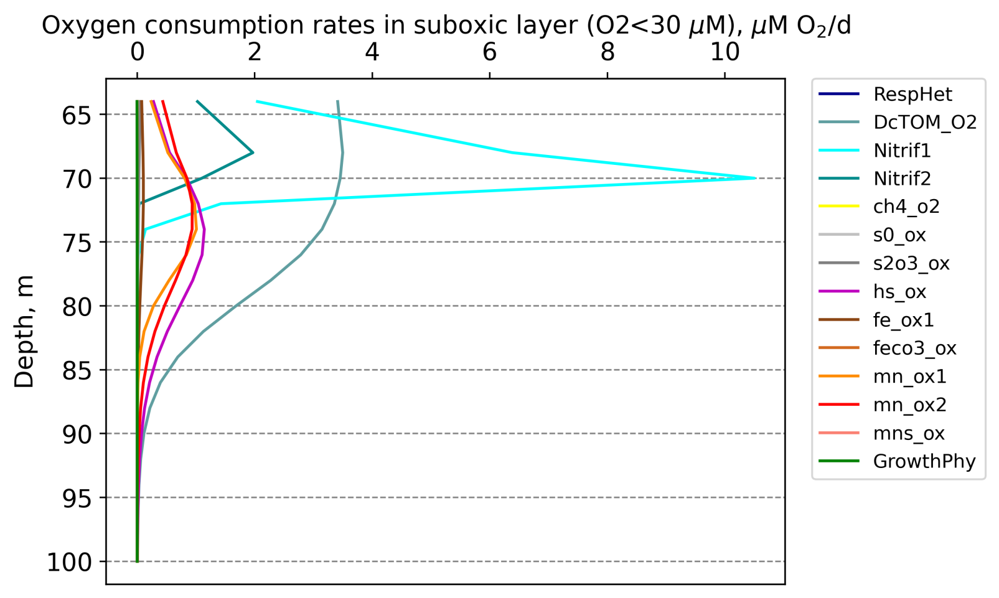 Oxygen consumption rates in suboxic layer (O2<30 μM), μM O₂/d
0 2 4 6 8 10
Depth, m
65
70
75
80
85
90
95
100
RespHet
DcTOM_O2
Nitrif1
Nitrif2
ch4_o2
s0_ox
s2o3_ox
hs_ox
fe_ox1
feco3_ox
mn_ox1
mn_ox2
mns_ox
GrowthPhy